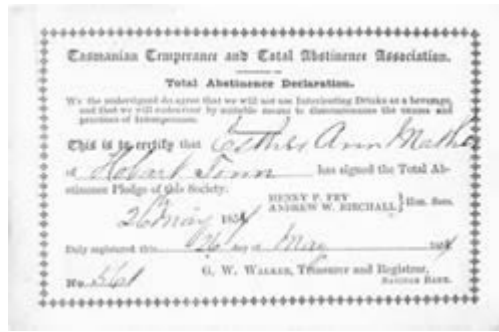 Tasmanian Temperance and Total Abstinence Association.
Total Abstinence Declaration.
We the undersigned do agree that we will not use Intoxicating Drinks as a beverage,
and that we will endeavour by suitable means to discountenance the causes and
practices of Intemperance.
This is to certify that Esther Ann Mather
of Hobart Town has signed the Total Ab-
stinence Pledge of this Society.
HENRY P. FRY
ANDREW W. BIRCHALL } Hon. Secs.
26 May 185
Duly registered this 26 day of May 18
G. W. WALKER, Treasurer and Registrar,
No. SAVINGS BANK.